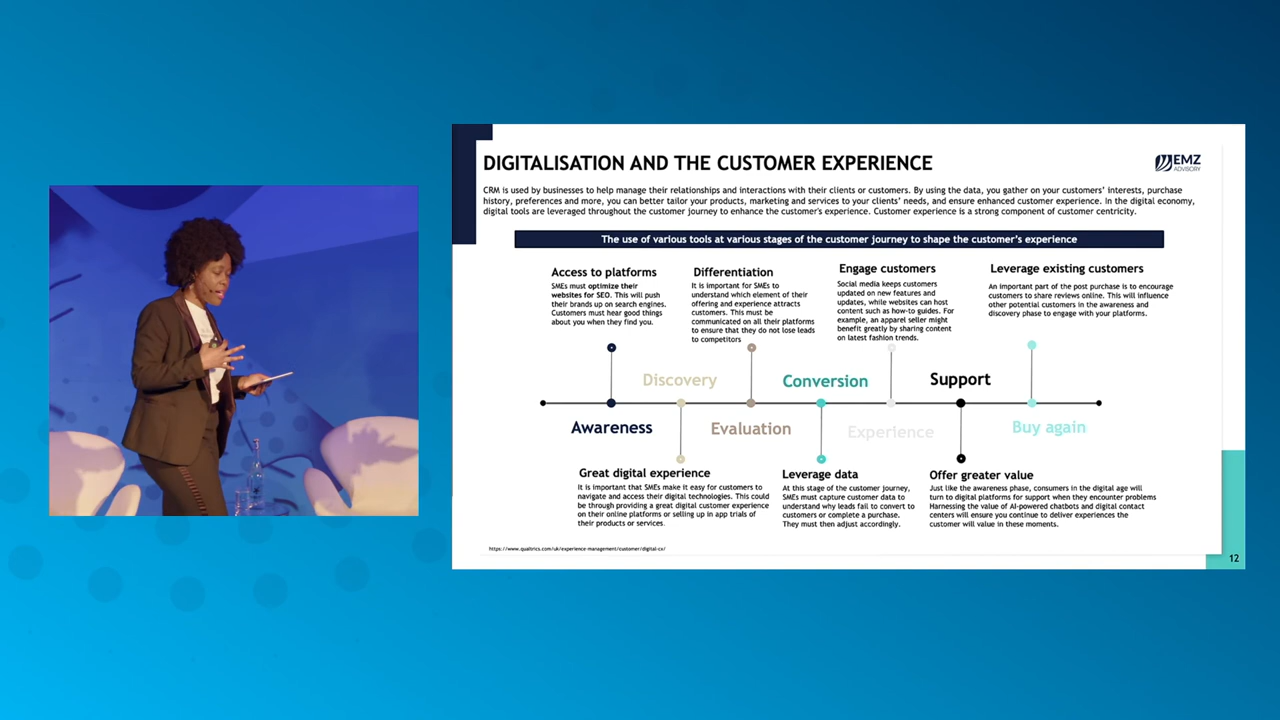 DIGITALISATION AND THE CUSTOMER EXPERIENCE
EMZ
ADVISORY
CRM is used by businesses to help manage their relationships and interactions with their clients or customers. By using the data, you gather on your customers' interests, purchase
history, preferences and more, you can better tailor your products, marketing and services to your clients' needs, and ensure enhanced customer experience. In the digital economy,
digital tools are leveraged throughout the customer journey to enhance the customer's experience. Customer experience is a strong component of customer centricity.
The use of various tools at various stages of the customer journey to shape the customer's experience
Access to platforms
SMEs must optimize their
websites for SEO. This will push
their brands up on search engines.
Customers must hear good things
about you when they find you.
Differentiation
It is important for SMEs to
understand which element of their
offering and experience attracts
customers. This must be
communicated on all their platforms
to ensure that they do not lose leads
to competitors
Engage customers
Social media keeps customers
updated on new features and
updates, while websites can host
content such as how-to guides. For
example, an apparel seller might
benefit greatly by sharing content
on latest fashion trends.
Leverage existing customers
An important part of the post purchase is to encourage
customers to share reviews online. This will influence
other potential customers in the awareness and
discovery phase to engage with your platforms.
Discovery
Conversion
Support
Awareness
Evaluation
Experience
Buy again
Great digital experience
It is important that SMEs make it easy for customers to
navigate and access their digital technologies. This could
be through providing a great digital customer experience
on their online platforms or selling up in app trials of
their products or services.
Leverage data
At this stage of the customer journey,
SMEs must capture customer data to
understand why leads fail to convert to
customers or complete a purchase.
They must then adjust accordingly.
Offer greater value
Just like the awareness phase, consumers in the digital age will
turn to digital platforms for support when they encounter problems
Harnessing the value of AI-powered chatbots and digital contact
centers will ensure you continue to deliver experiences the
customer will value in these moments.
https://www.qualtrics.com/uk/experience-management/customer/digital-cx/
12